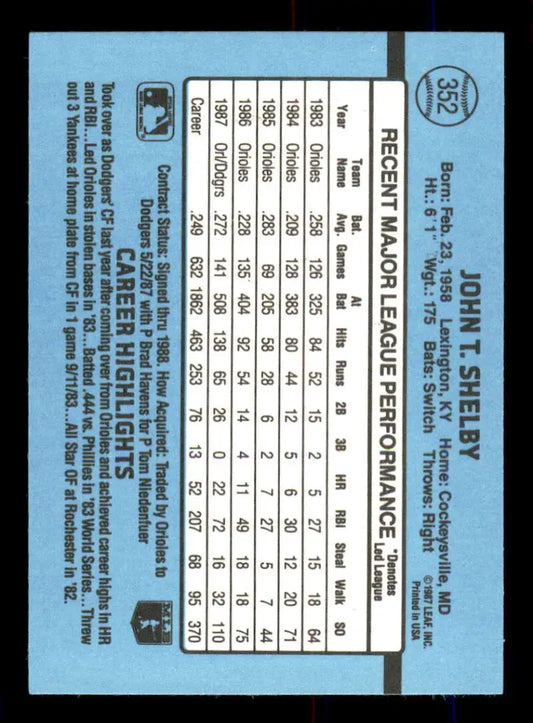 352
JOHN T. SHELBY
Born: Feb. 23, 1958 Lexington, KY Home: Cockeysville, MD
Ht.: 6' 1" Wgt.: 175 Bats: Switch Throws: Right
©1987 LEAF, INC.
Printed in USA
RECENT MAJOR LEAGUE PERFORMANCE *Denotes Led League
Year Team Name Bat. Avg. Games At Bat Hits Runs 2B 3B HR RBI Steal Walk SO
1983 Orioles .258 126 325 84 52 15 2 5 27 15 18 64
1984 Orioles .209 128 383 80 44 12 5 6 30 12 20 71
1985 Orioles .283 69 205 58 28 6 2 7 27 5 7 44
1986 Orioles .228 135 404 92 54 14 4 11 49 18 18 75
1987 Orl/Ddgrs .272 141 508 138 65 26 0 22 72 16 32 110
Career .249 632 1862 463 253 76 13 52 207 68 95 370
Contract Status: Signed thru 1988. How Acquired: Traded by Orioles to
Dodgers 5/22/87 with P Brad Havens for P Tom Niedenfuer
CAREER HIGHLIGHTS
Took over as Dodgers' CF last year after coming over from Orioles and achieved career highs in HR
and RBI...Led Orioles in stolen bases in '83...Batted .444 vs. Phillies in '83 World Series...Threw
out 3 Yankees at home plate from CF in 1 game 9/11/83...All Star OF at Rochester in '82.